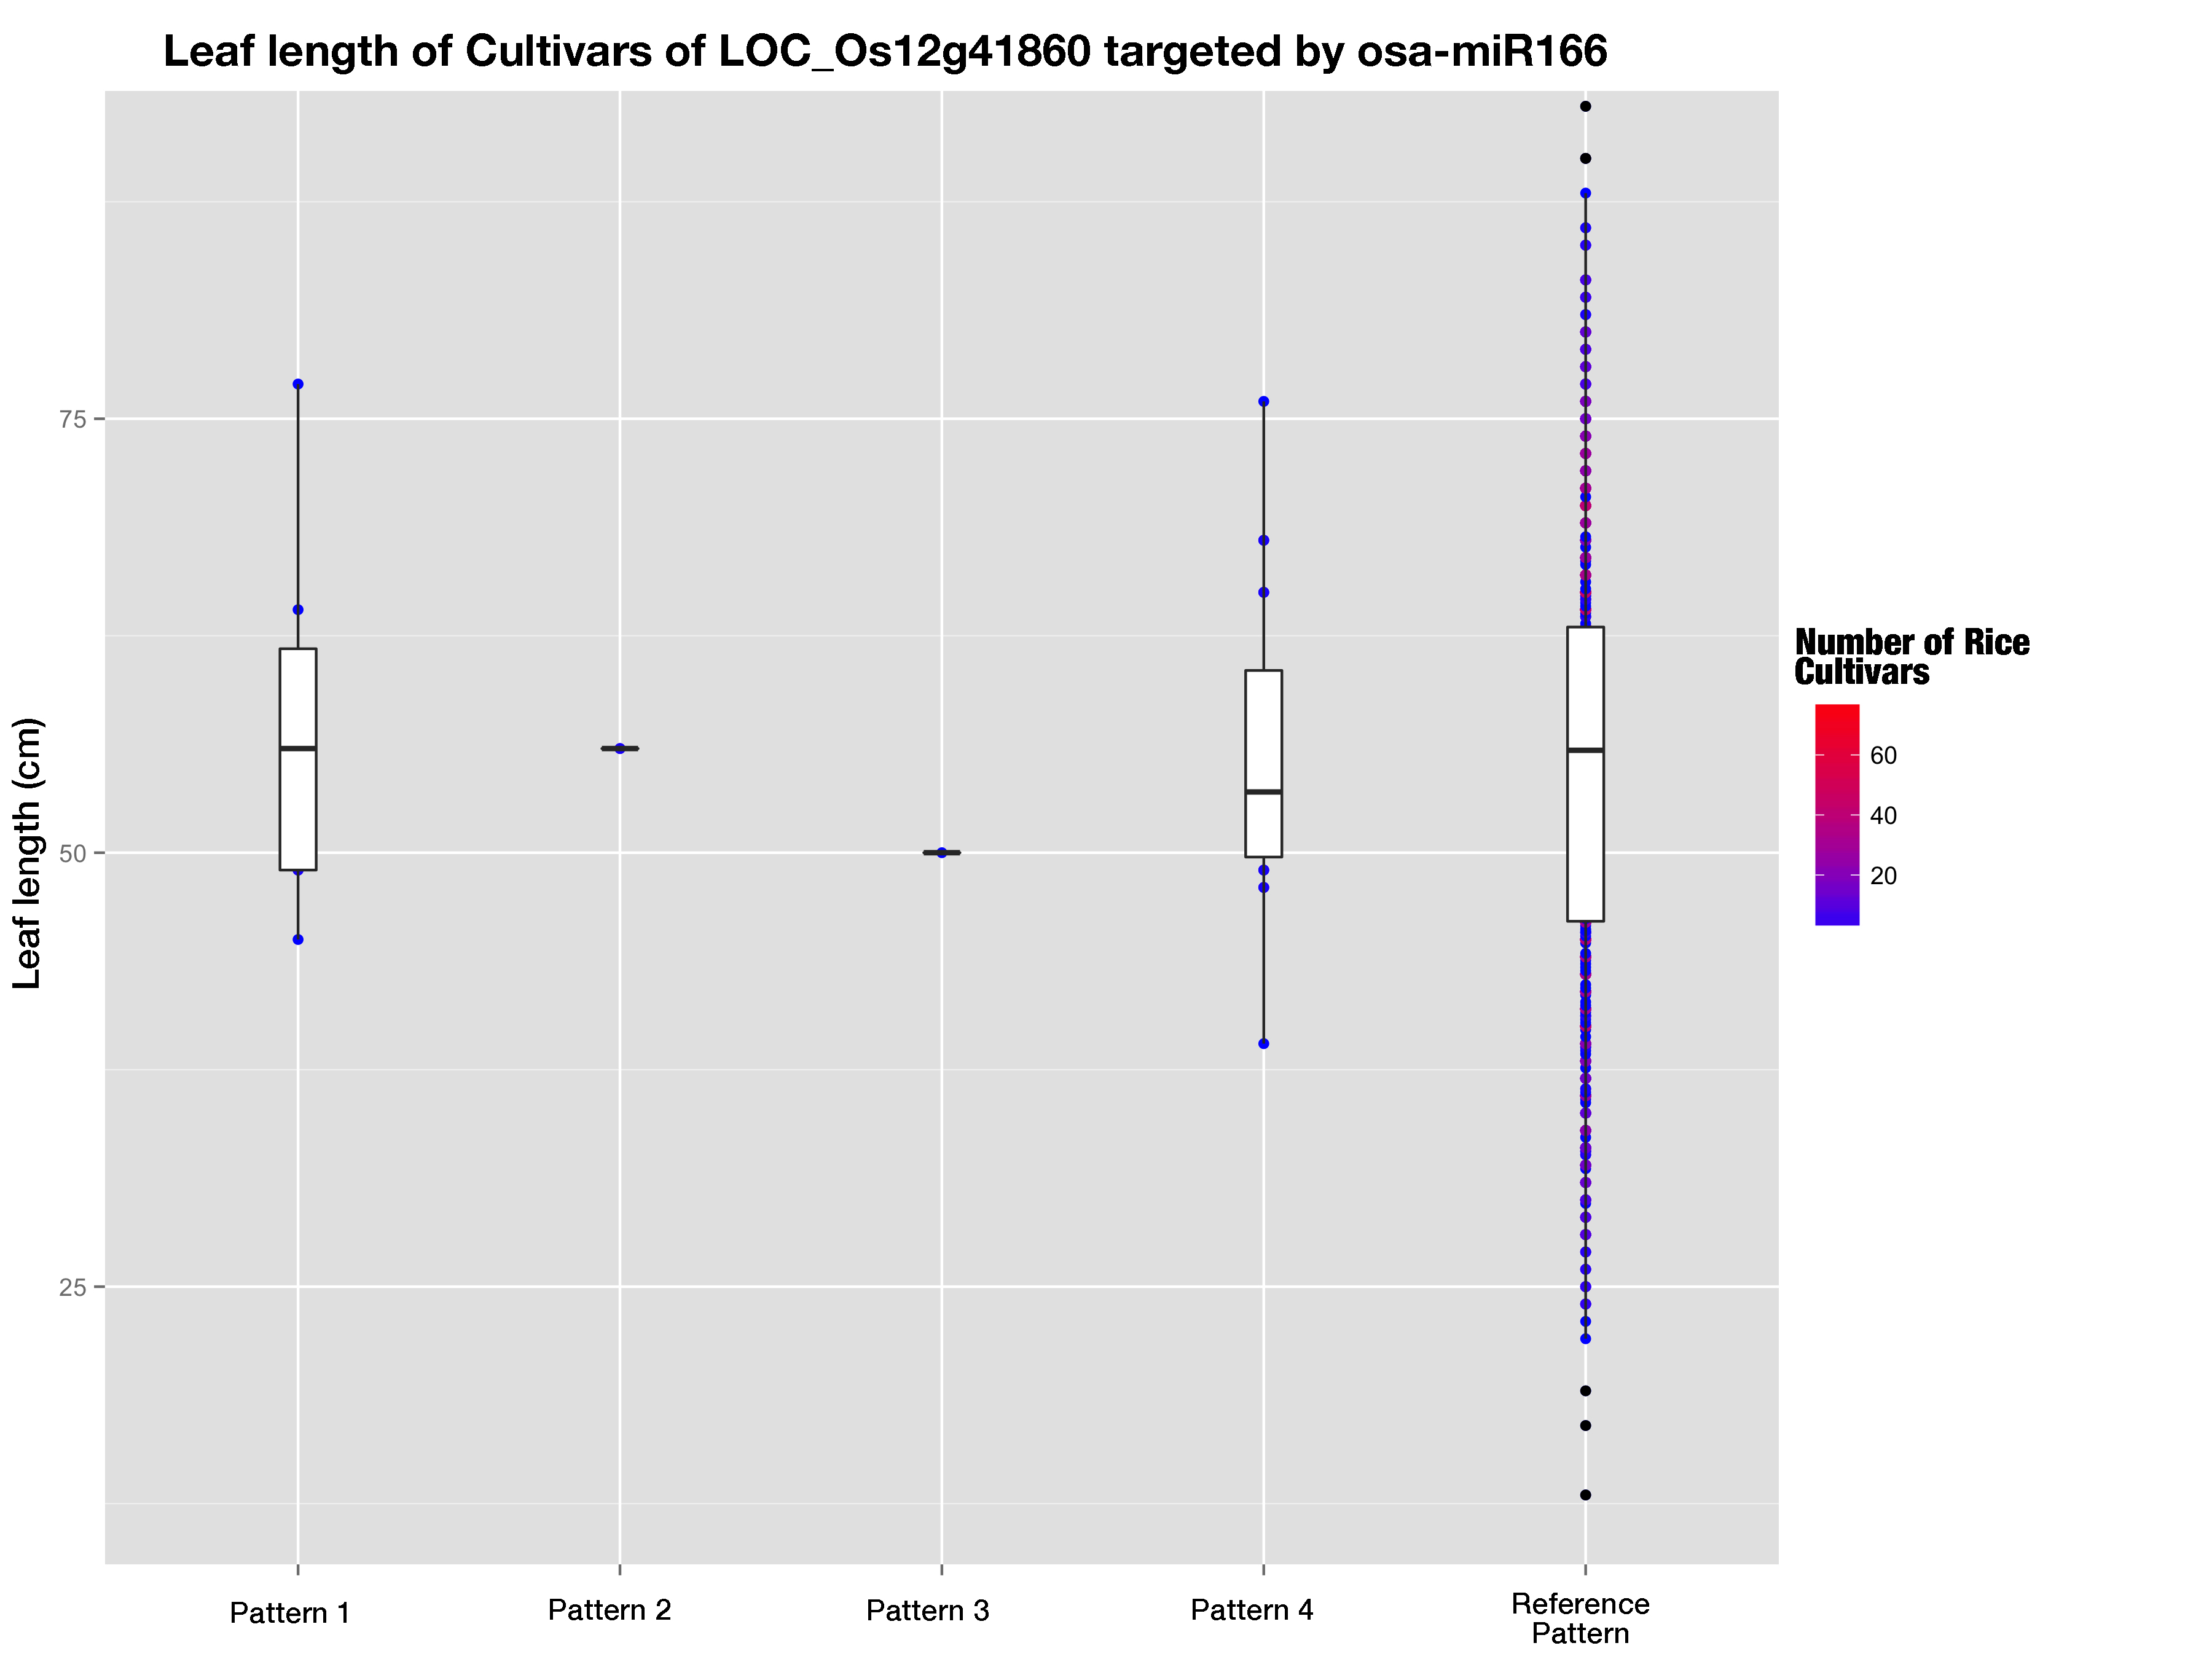 Leaf length of Cultivars of LOC_Os12g41860 targeted by osa-miR166
Leaf length (cm)
75
50
25
Pattern 1
Pattern 2
Pattern 3
Pattern 4
Reference
Pattern
Number of Rice
Cultivars
60
40
20